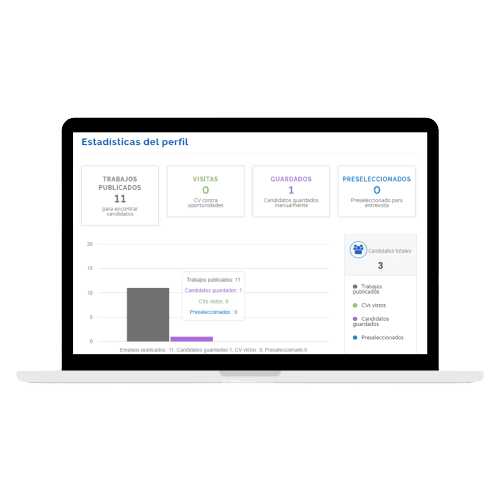 Estadísticas del perfil
TRABAJOS
PUBLICADOS
11
para encontrar
candidatos
VISITAS
0
CV contra
oportunidades
GUARDADOS
1
Candidatos guardados
manualmente
PRESELECCIONADOS
0
Preseleccionado para
entrevista
20
15
10
5
0
Trabajos publicados: 11
Candidatos guardados: 1
CVs vistos: 0
Preseleccionados : 0
Empleso publicados: 11, Candidatos guardados:1, CV vistos: 0, Preseleccionado:0
Candidatos totales
3
Trabajos
publicados
CVs vistos
Candidatos
guardados
Preseleccionados